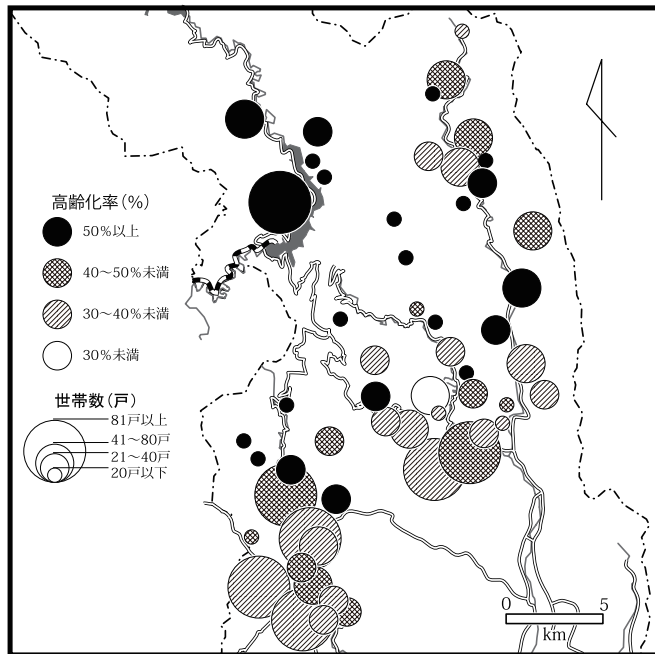 高齢化率(%)
50%以上
40〜50%未満
30〜40%未満
30%未満
世帯数(戸)
81戸以上
41〜80戸
21〜40戸
20戸以下
0 5
km